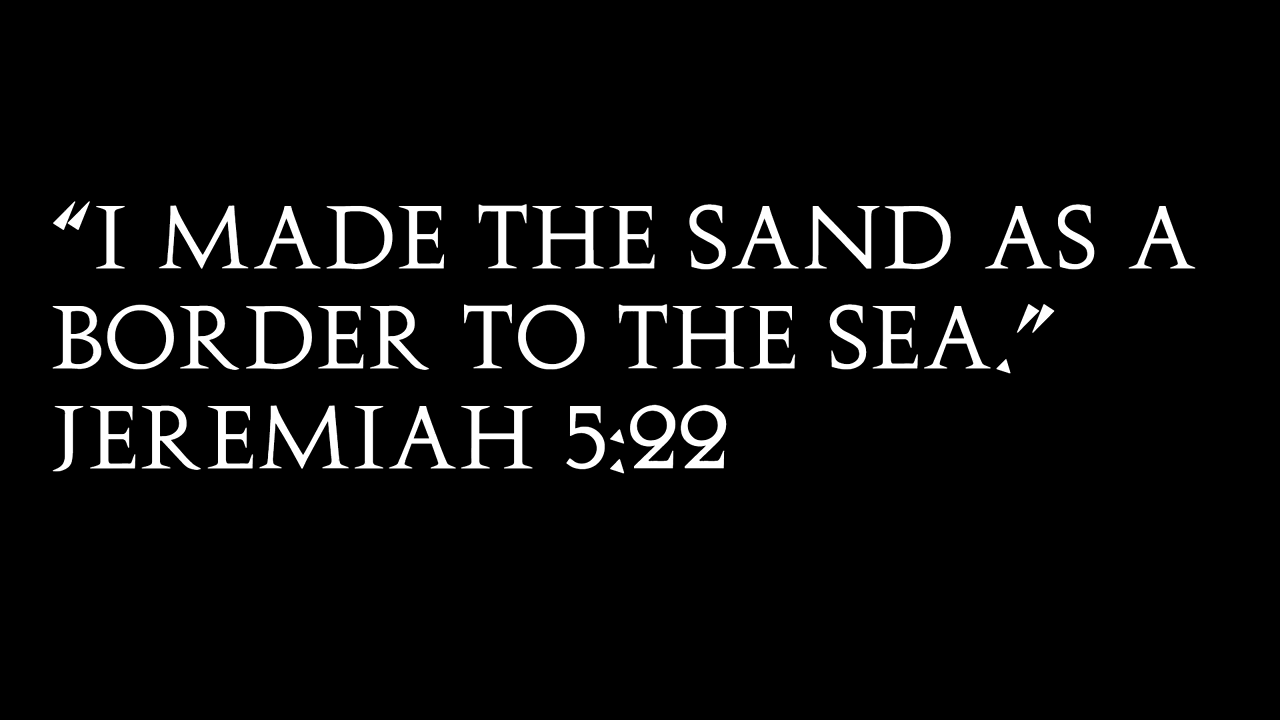 “I MADE THE SAND AS A
BORDER TO THE SEA.”
JEREMIAH 5:22